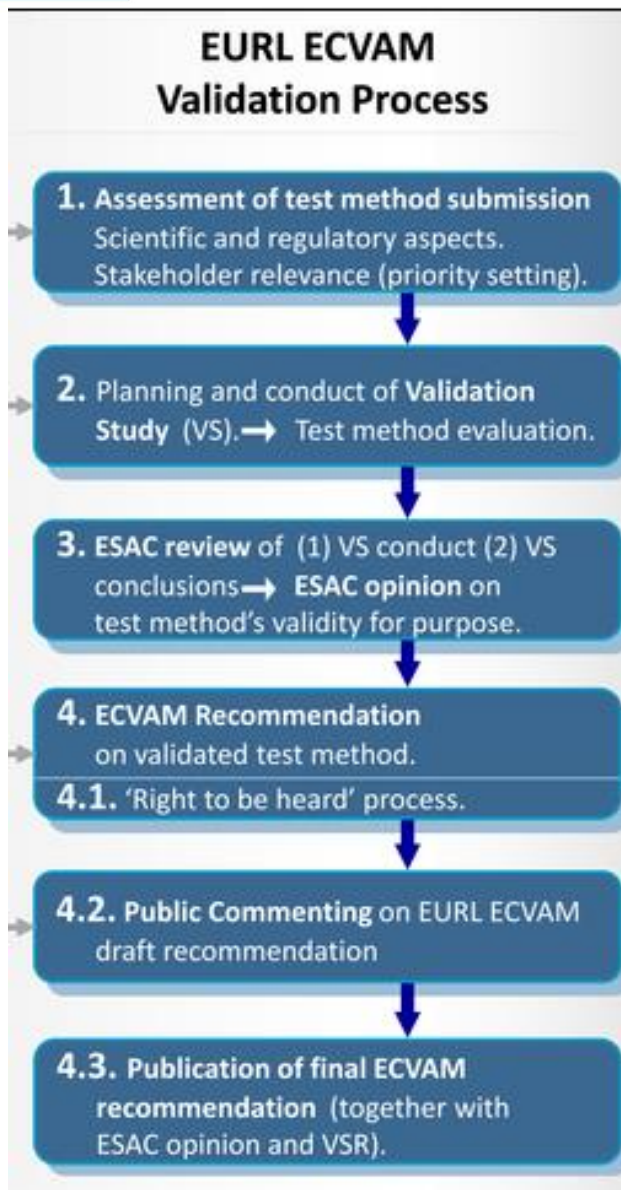 EURL ECVAM
Validation Process
1. Assessment of test method submission
Scientific and regulatory aspects.
Stakeholder relevance (priority setting).
2. Planning and conduct of Validation
Study (VS).→ Test method evaluation.
3. ESAC review of (1) VS conduct (2) VS
conclusions→ ESAC opinion on
test method's validity for purpose.
4. ECVAM Recommendation
on validated test method.
4.1. ‘Right to be heard’ process.
4.2. Public Commenting on EURL ECVAM
draft recommendation
4.3. Publication of final ECVAM
recommendation (together with
ESAC opinion and VSR).